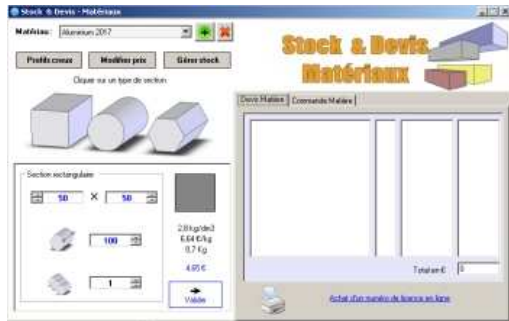 Stock & Devis - Matériaux
Matériau : Aluminium 2017
Profils creux
Modifier prix
Gérer stock
Cliquer sur un type de section
Stock & Devis
Matériaux
Devis Matière
Commande Matière
Section rectangulaire
50 X 50
100
1
2,8 kg/dm3
6,64 €/kg
0,7 Kg
4,65 €
Valider
Total en €
0
Achat d'un numéro de licence en ligne